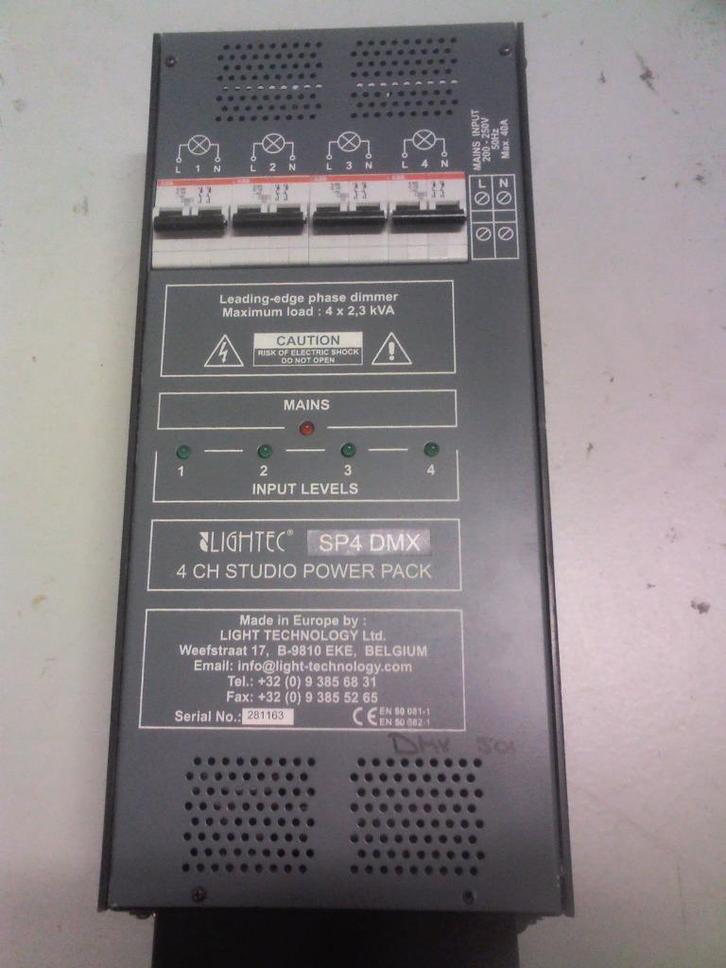 MAINS INPUT
200 - 250V
50Hz
Max. 40A
L 1 N
L 2 N
L 3 N
L 4 N
L N
Leading-edge phase dimmer
Maximum load : 4 x 2,3 kVA
CAUTION
RISK OF ELECTRIC SHOCK
DO NOT OPEN
MAINS
1 2 3 4
INPUT LEVELS
LIGHTEC® SP4 DMX
4 CH STUDIO POWER PACK
Made in Europe by :
LIGHT TECHNOLOGY Ltd.
Weefstraat 17, B-9810 EKE, BELGIUM
Email: info@light-technology.com
Tel.: +32 (0) 9 385 68 31
Fax: +32 (0) 9 385 52 65
Serial No.: 281163
CE EN 50 081-1
EN 50 082-1
DMX